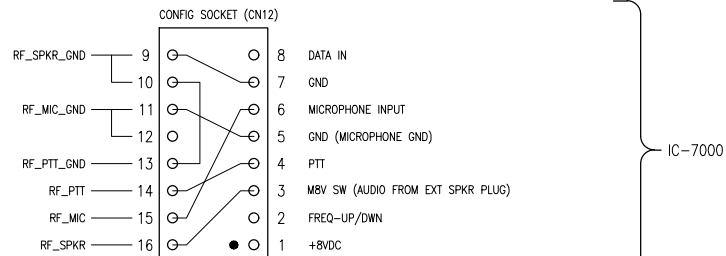 CONFIG SOCKET (CN12)
RF_SPKR_GND 9 8 DATA IN
10 7 GND
RF_MIC_GND 11 6 MICROPHONE INPUT
12 5 GND (MICROPHONE GND)
RF_PTT_GND 13 4 PTT
IC-7000
RF_PTT 14 3 M8V SW (AUDIO FROM EXT SPKR PLUG)
RF_MIC 15 2 FREQ-UP/DWN
RF_SPKR 16 1 +8VDC